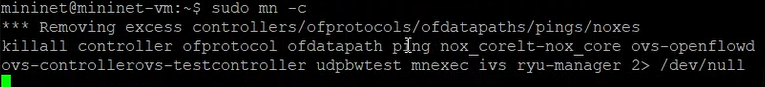 mininet@mininet-vm:~$ sudo mn -c
*** Removing excess controllers/ofprotocols/ofdatapaths/pings/noxes
killall controller ofprotocol ofdatapath ping nox_corelt-nox_core ovs-openflowd
ovs-controllerovs-testcontroller udpbwtest mnexec ivs ryu-manager 2> /dev/null